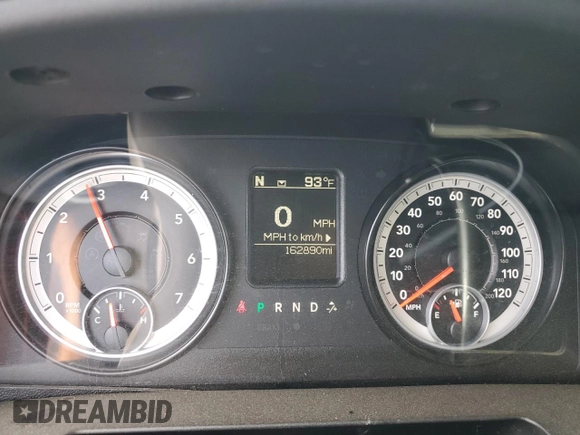 N 93°F
0 MPH
MPH to km/h
162890mi
P R N D
1 2 3 4 5 6 7
RPM
C H
0 10 20 30 40 50 60 70 80 90 100 110 120
MPH
E F
DREAMBID